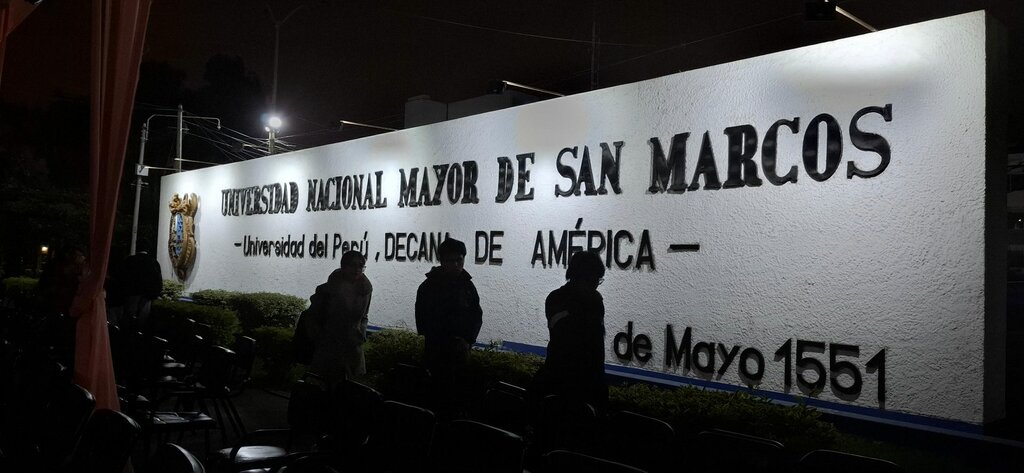 UNIVERSIDAD NACIONAL MAYOR DE SAN MARCOS
—Universidad del Perú, DECANA DE AMÉRICA—
de Mayo 1551